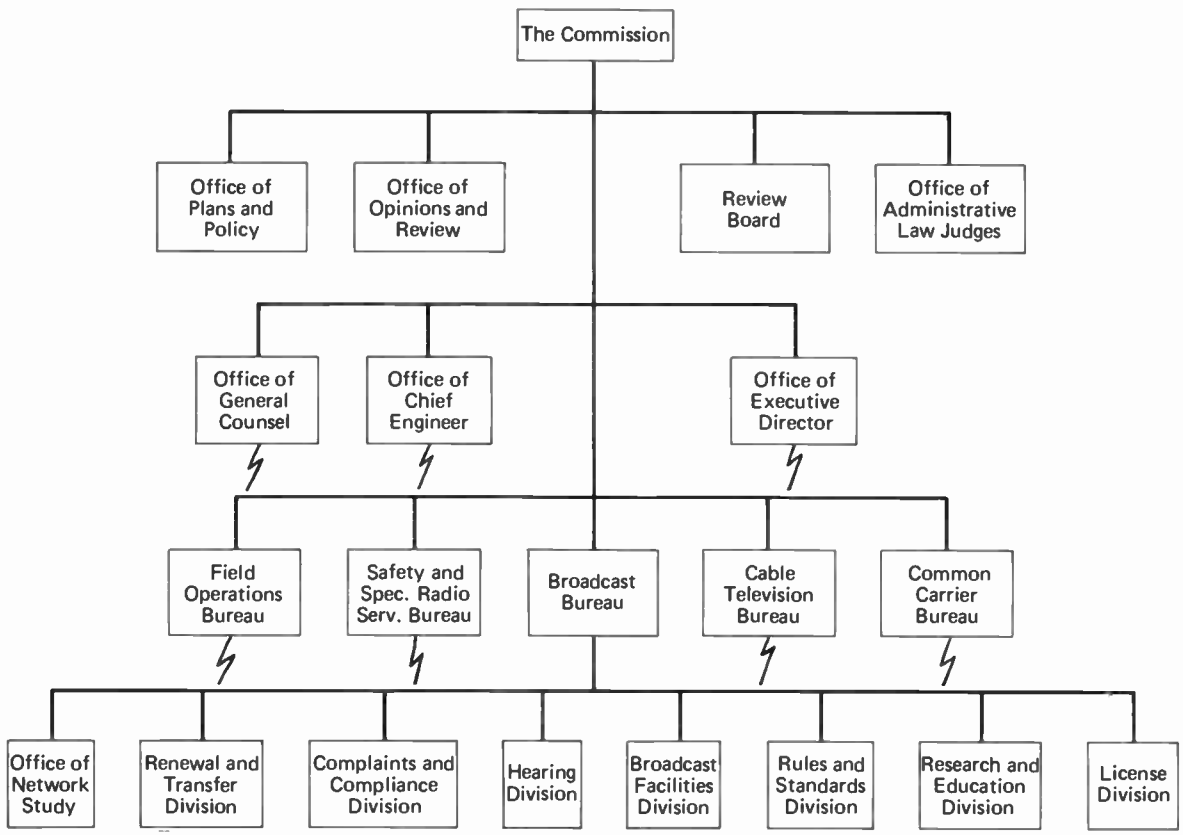 The Commission
Office of
Plans and
Policy
Office of
Opinions and
Review
Review
Board
Office of
Administrative
Law Judges
Office of
General
Counsel
Office of
Chief
Engineer
Office of
Executive
Director
Field
Operations
Bureau
Safety and
Spec. Radio
Serv. Bureau
Broadcast
Bureau
Cable
Television
Bureau
Common
Carrier
Bureau
Office of
Network
Study
Renewal and
Transfer
Division
Complaints and
Compliance
Division
Hearing
Division
Broadcast
Facilities
Division
Rules and
Standards
Division
Research and
Education
Division
License
Division